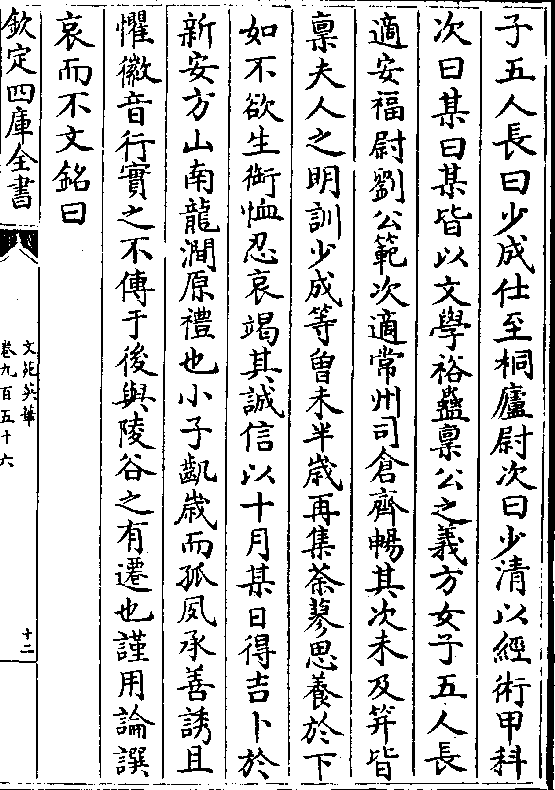 子五人長曰少成仕至桐廬尉次曰少清以經術甲科
次曰某曰某皆以文學裕蠱禀公之義方女子五人長
適安福尉劉公範次適常州司倉齊暢其次未及笄皆
禀夫人之明訓少成等曾未半歲再集荼蓼思養於下
如不欲生銜恤忍哀竭其誠信以十月某日得吉卜於
新安方山南龍澗原禮也小子齓歲而孤夙承善誘且
懼徽音行實之不傳于後與陵谷之有遷也謹用論譔
哀而不文銘曰
欽定四庫全書
文苑英華
卷九百五十六
十二